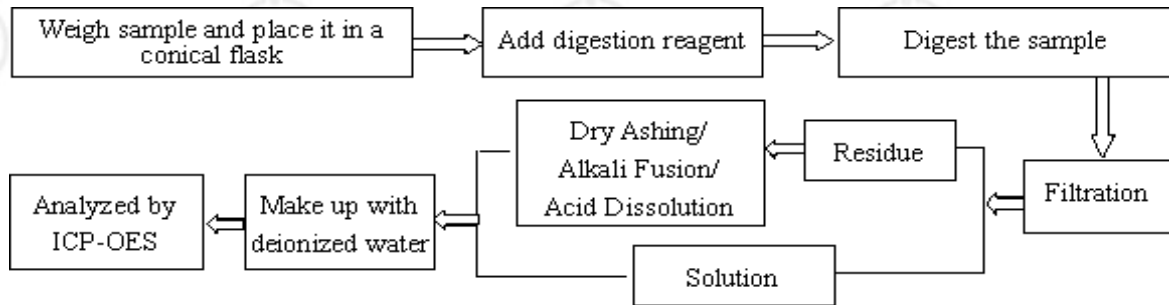 Weigh sample and place it in a
conical flask
Add digestion reagent
Digest the sample
Filtration
Residue
Dry Ashing/
Alkali Fusion/
Acid Dissolution
Solution
Make up with
deionized water
Analyzed by
ICP-OES